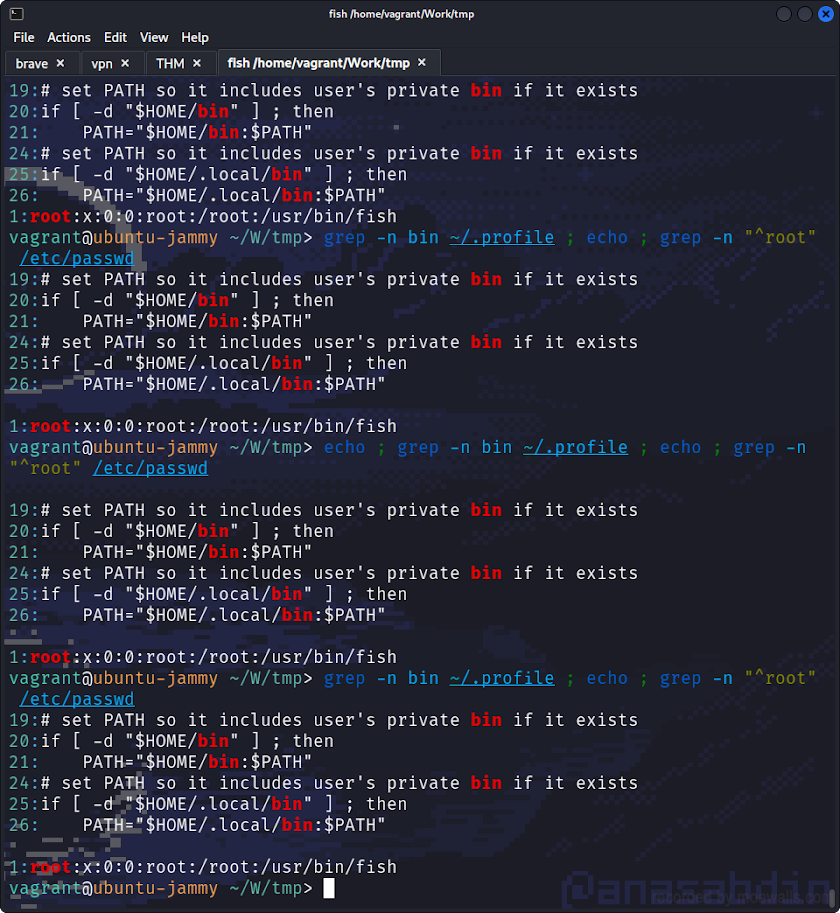 fish /home/vagrant/Work/tmp
File Actions Edit View Help
brave × vpn × THM × fish /home/vagrant/Work/tmp ×
19:# set PATH so it includes user's private bin if it exists
20:if [ -d "$HOME/bin" ] ; then
21:    PATH="$HOME/bin:$PATH"
24:# set PATH so it includes user's private bin if it exists
25:if [ -d "$HOME/.local/bin" ] ; then
26:    PATH="$HOME/.local/bin:$PATH"
1:root:x:0:0:root:/root:/usr/bin/fish
vagrant@ubuntu-jammy ~/W/tmp> grep -n bin ~/.profile ; echo ; grep -n "^root"
 /etc/passwd
19:# set PATH so it includes user's private bin if it exists
20:if [ -d "$HOME/bin" ] ; then
21:    PATH="$HOME/bin:$PATH"
24:# set PATH so it includes user's private bin if it exists
25:if [ -d "$HOME/.local/bin" ] ; then
26:    PATH="$HOME/.local/bin:$PATH"
1:root:x:0:0:root:/root:/usr/bin/fish
vagrant@ubuntu-jammy ~/W/tmp> echo ; grep -n bin ~/.profile ; echo ; grep -n
"^root" /etc/passwd
19:# set PATH so it includes user's private bin if it exists
20:if [ -d "$HOME/bin" ] ; then
21:    PATH="$HOME/bin:$PATH"
24:# set PATH so it includes user's private bin if it exists
25:if [ -d "$HOME/.local/bin" ] ; then
26:    PATH="$HOME/.local/bin:$PATH"
1:root:x:0:0:root:/root:/usr/bin/fish
vagrant@ubuntu-jammy ~/W/tmp> grep -n bin ~/.profile ; echo ; grep -n "^root"
 /etc/passwd
19:# set PATH so it includes user's private bin if it exists
20:if [ -d "$HOME/bin" ] ; then
21:    PATH="$HOME/bin:$PATH"
24:# set PATH so it includes user's private bin if it exists
25:if [ -d "$HOME/.local/bin" ] ; then
26:    PATH="$HOME/.local/bin:$PATH"
1:root:x:0:0:root:/root:/usr/bin/fish
vagrant@ubuntu-jammy ~/W/tmp>
@anasabdin